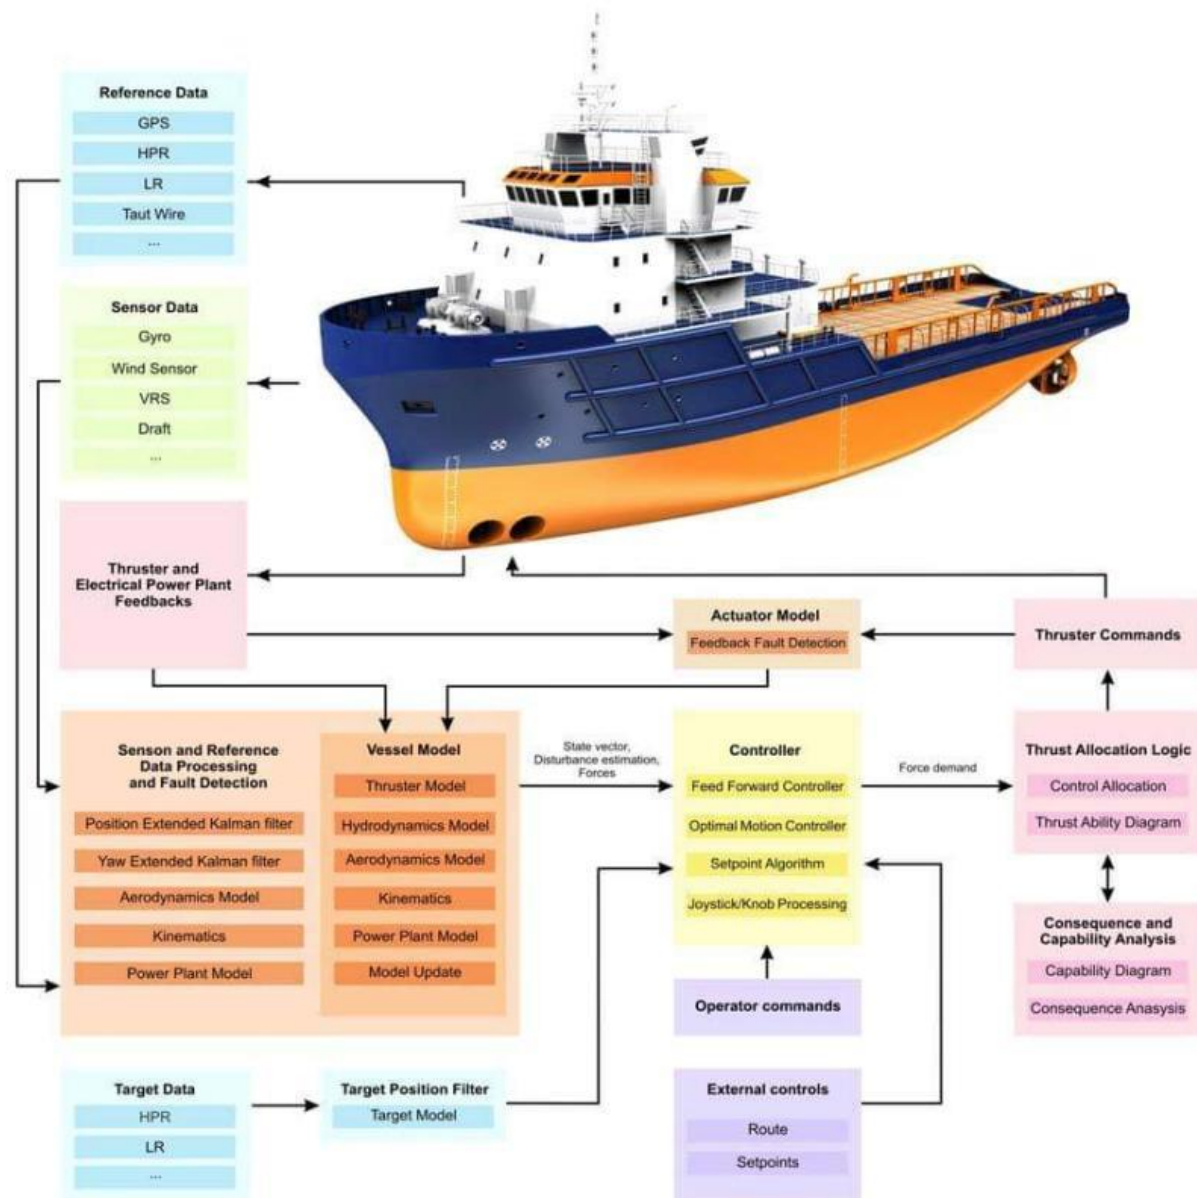 Reference Data
GPS
HPR
LR
Taut Wire
...
Sensor Data
Gyro
Wind Sensor
VRS
Draft
...
Thruster and
Electrical Power Plant
Feedbacks
Actuator Model
Feedback Fault Detection
Thruster Commands
Senson and Reference
Data Processing
and Fault Detection
Position Extended Kalman filter
Yaw Extended Kalman filter
Aerodynamics Model
Kinematics
Power Plant Model
Vessel Model
Thruster Model
Hydrodynamics Model
Aerodynamics Model
Kinematics
Power Plant Model
Model Update
State vector,
Disturbance estimation,
Forces
Controller
Feed Forward Controller
Optimal Motion Controller
Setpoint Algorithm
Joystick/Knob Processing
Force demand
Thrust Allocation Logic
Control Allocation
Thrust Ability Diagram
Consequence and
Capability Analysis
Capability Diagram
Consequence Anasysis
Operator commands
Target Data
HPR
LR
...
Target Position Filter
Target Model
External controls
Route
Setpoints